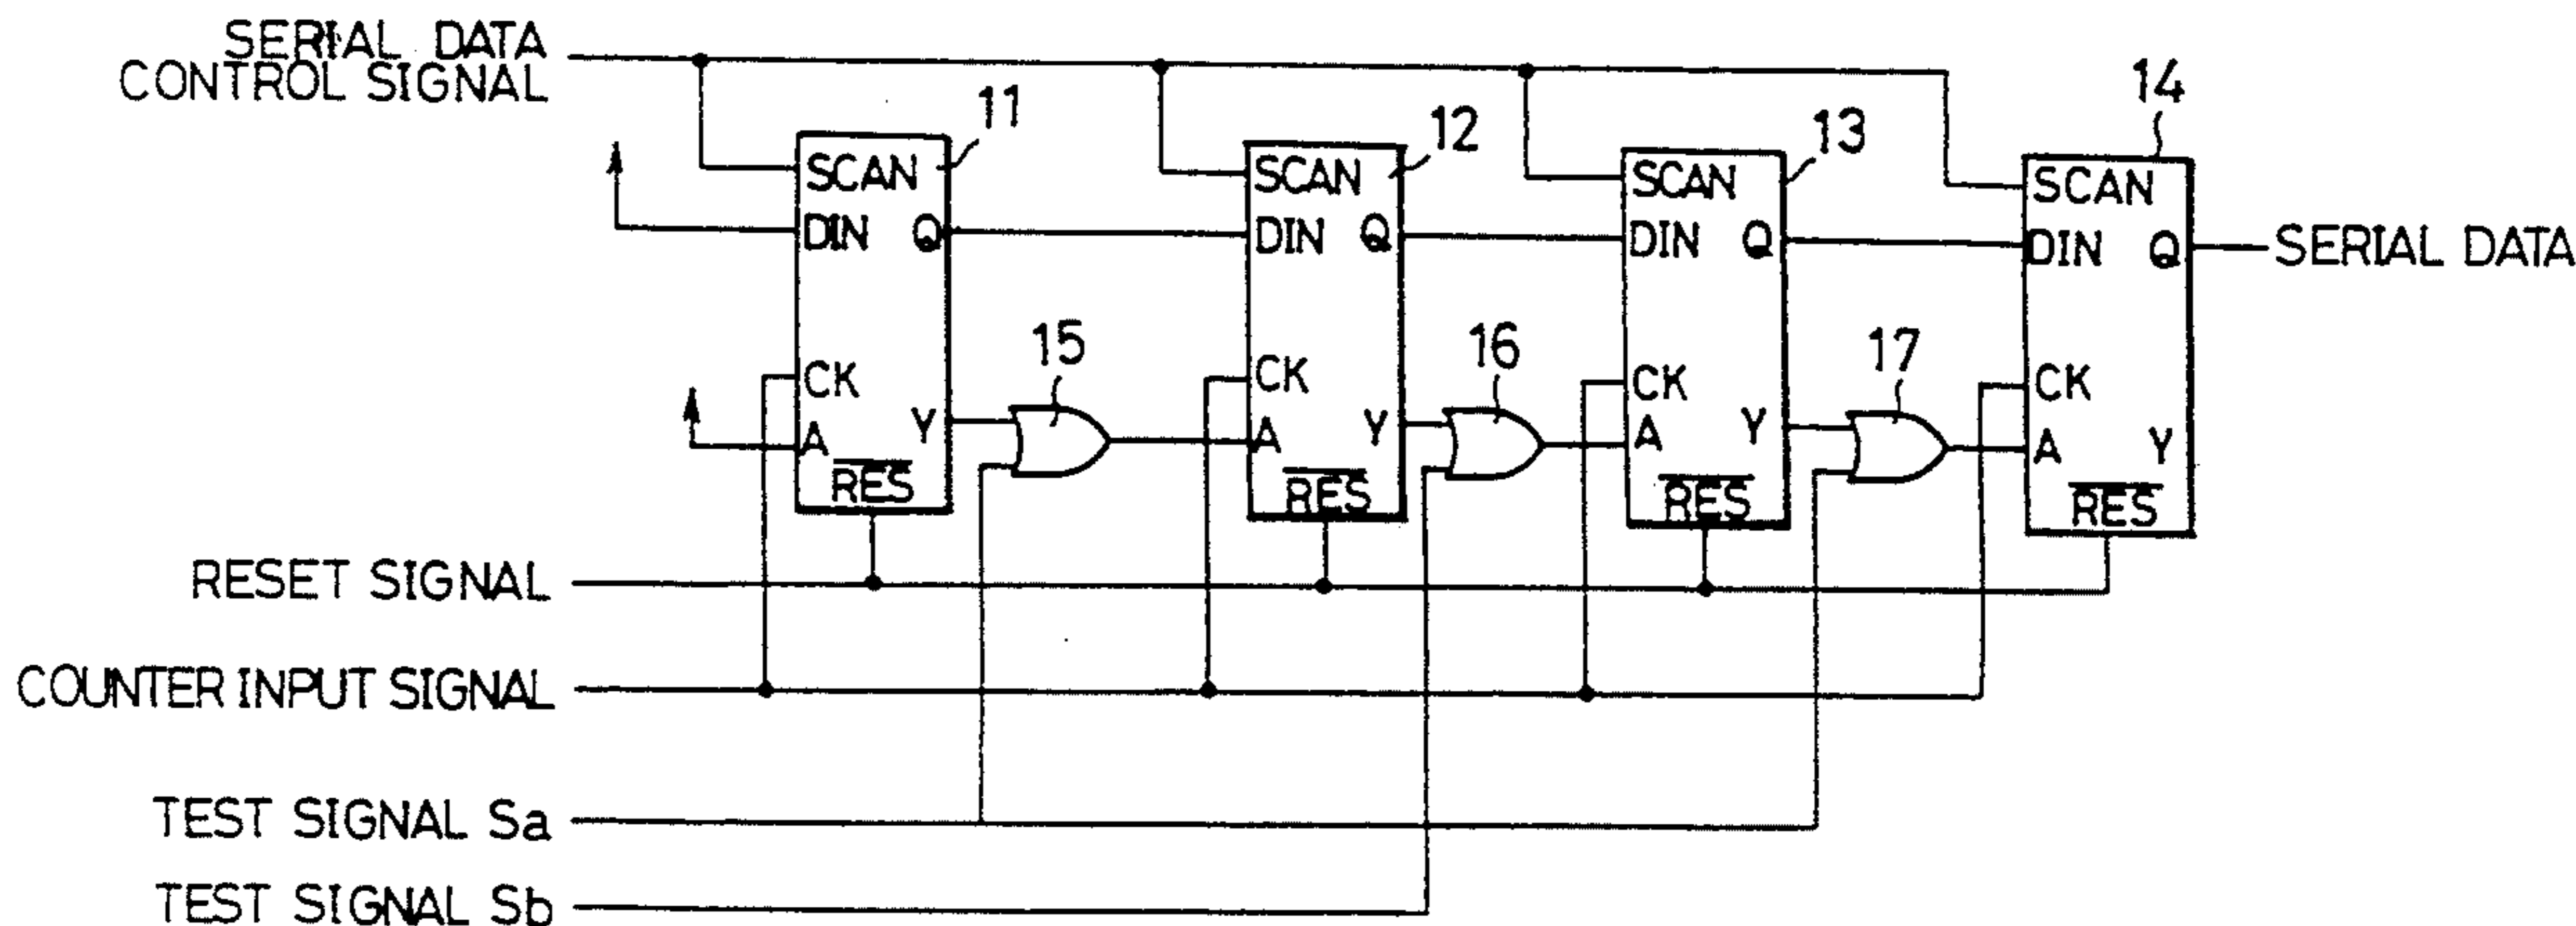 SERIAL DATA
CONTROL SIGNAL
11
12
13
14
SCAN
DIN Q
CK
A Y
RES
15
SCAN
DIN Q
CK
A Y
RES
16
SCAN
DIN Q
CK
A Y
RES
17
SCAN
DIN Q
CK
A Y
RES
SERIAL DATA
RESET SIGNAL
COUNTER INPUT SIGNAL
TEST SIGNAL Sa
TEST SIGNAL Sb